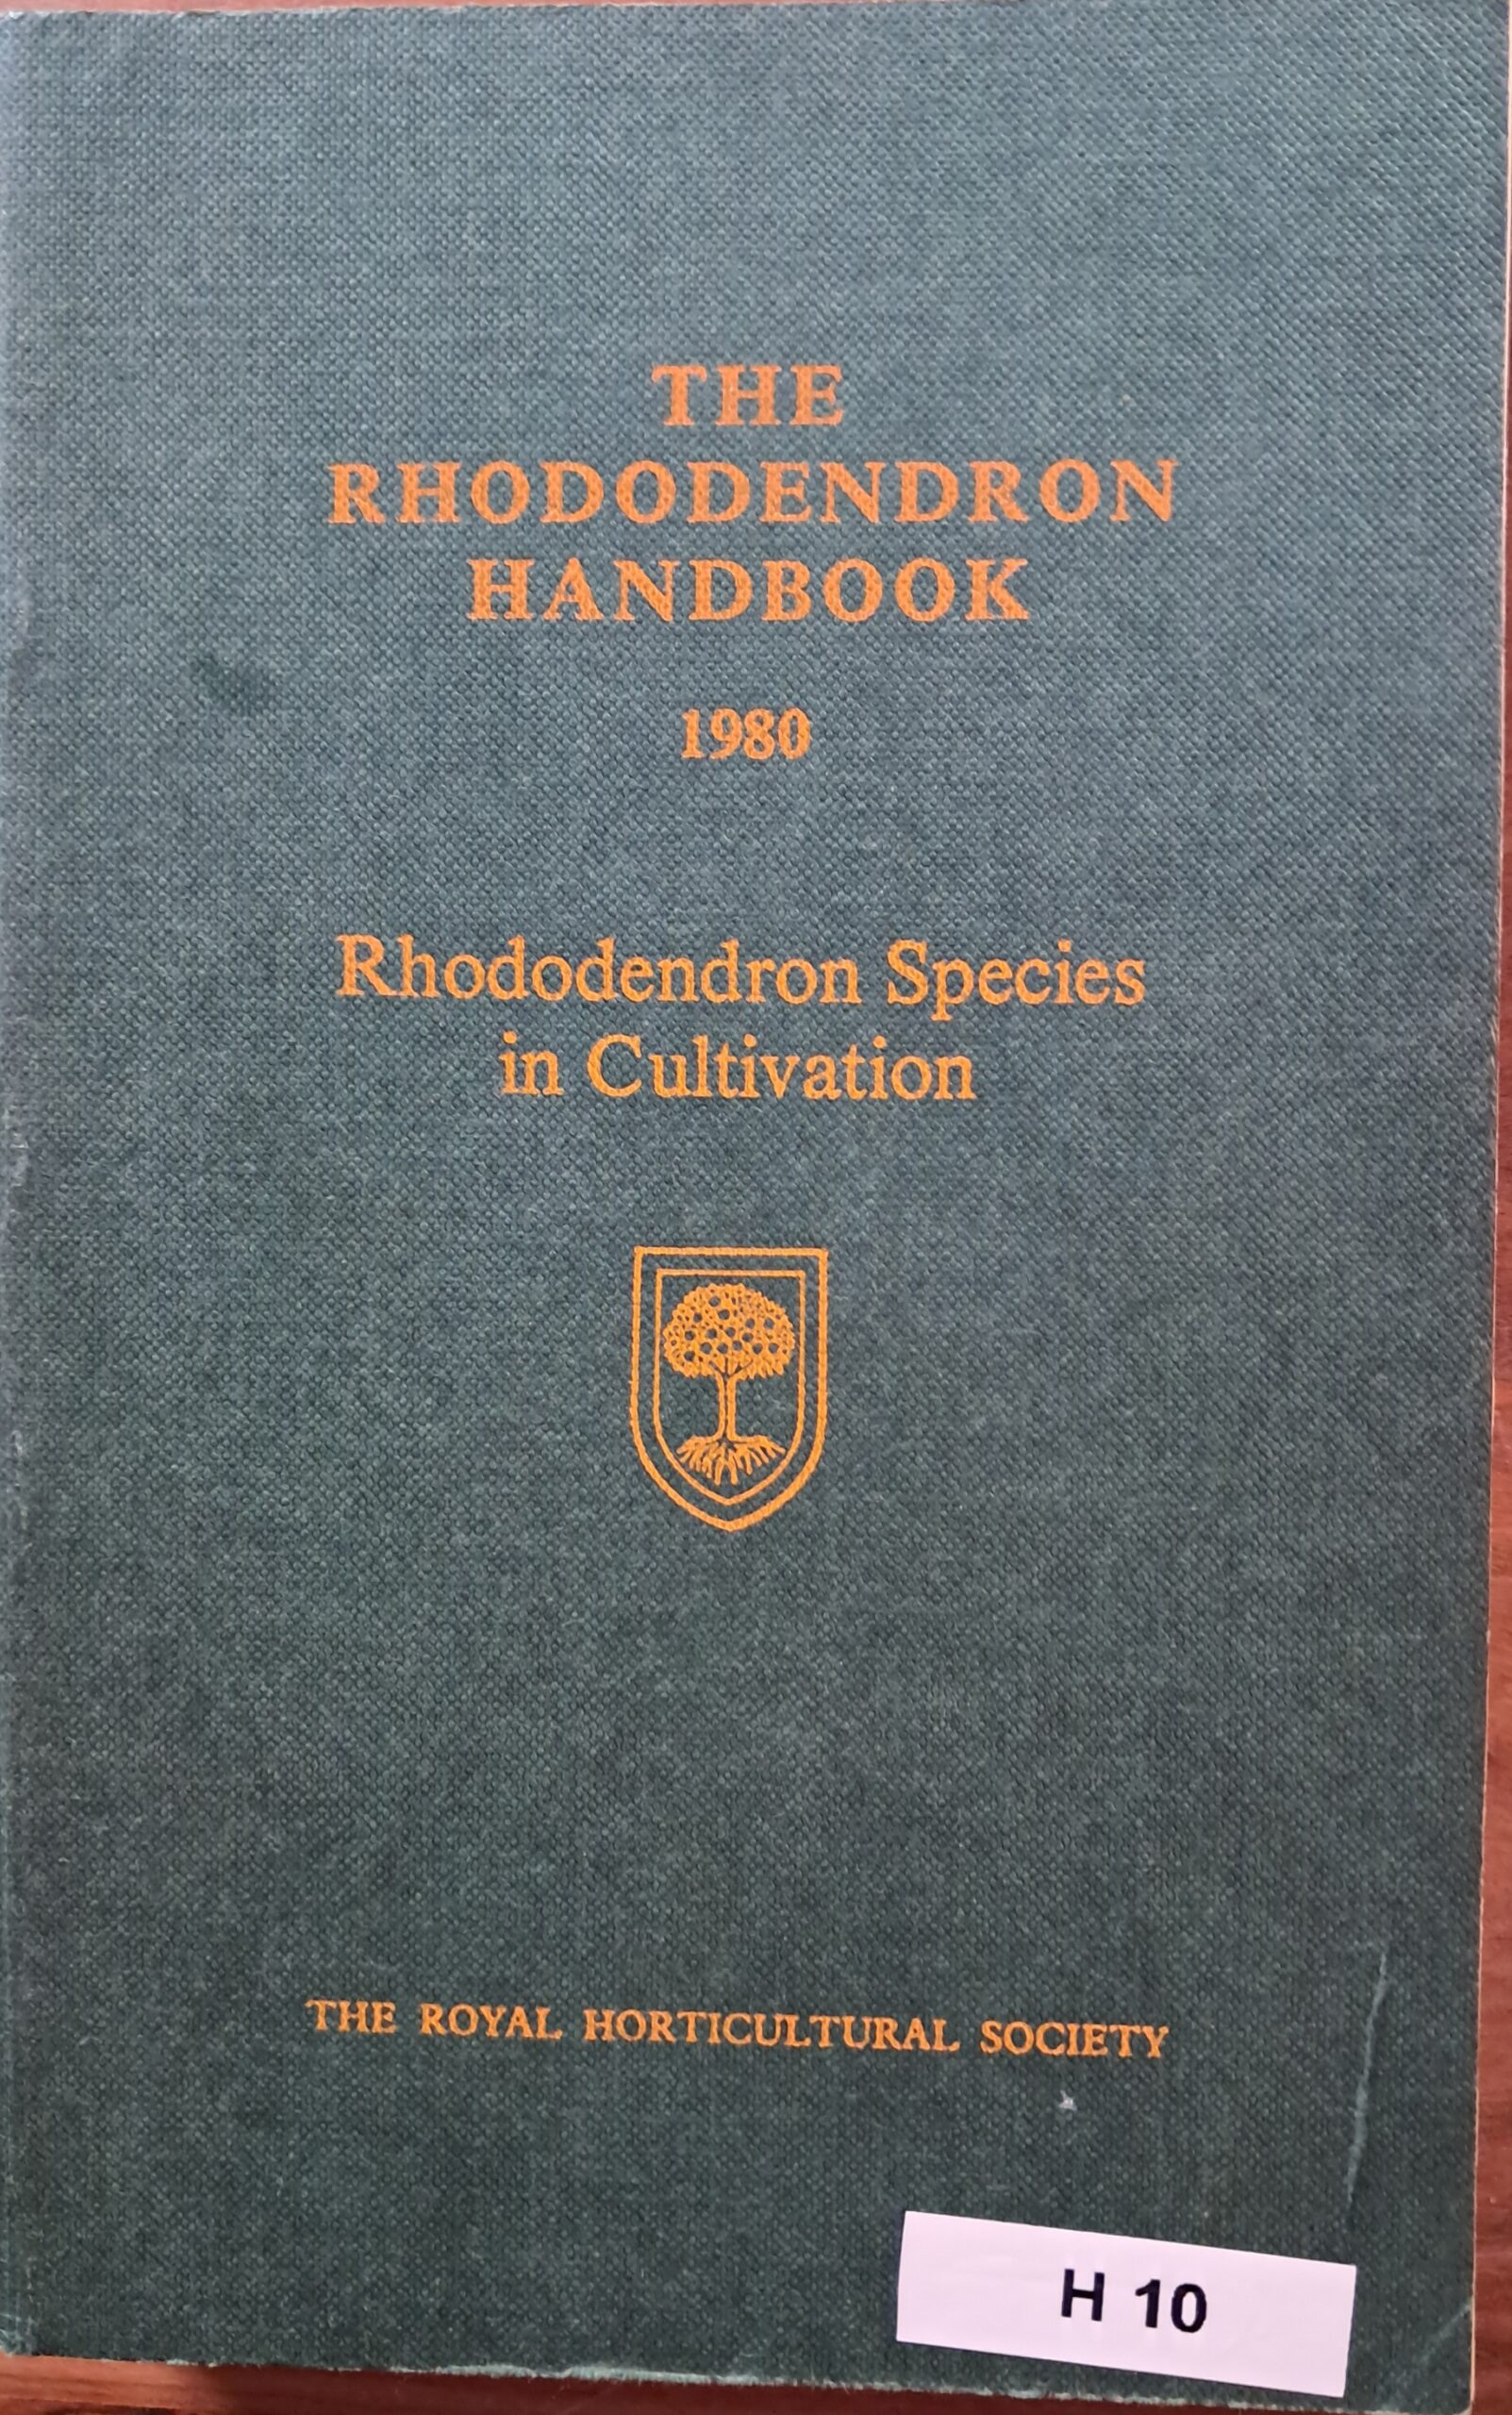 THE
RHODODENDRON
HANDBOOK
1980
Rhododendron Species
in Cultivation
THE ROYAL HORTICULTURAL SOCIETY
H 10